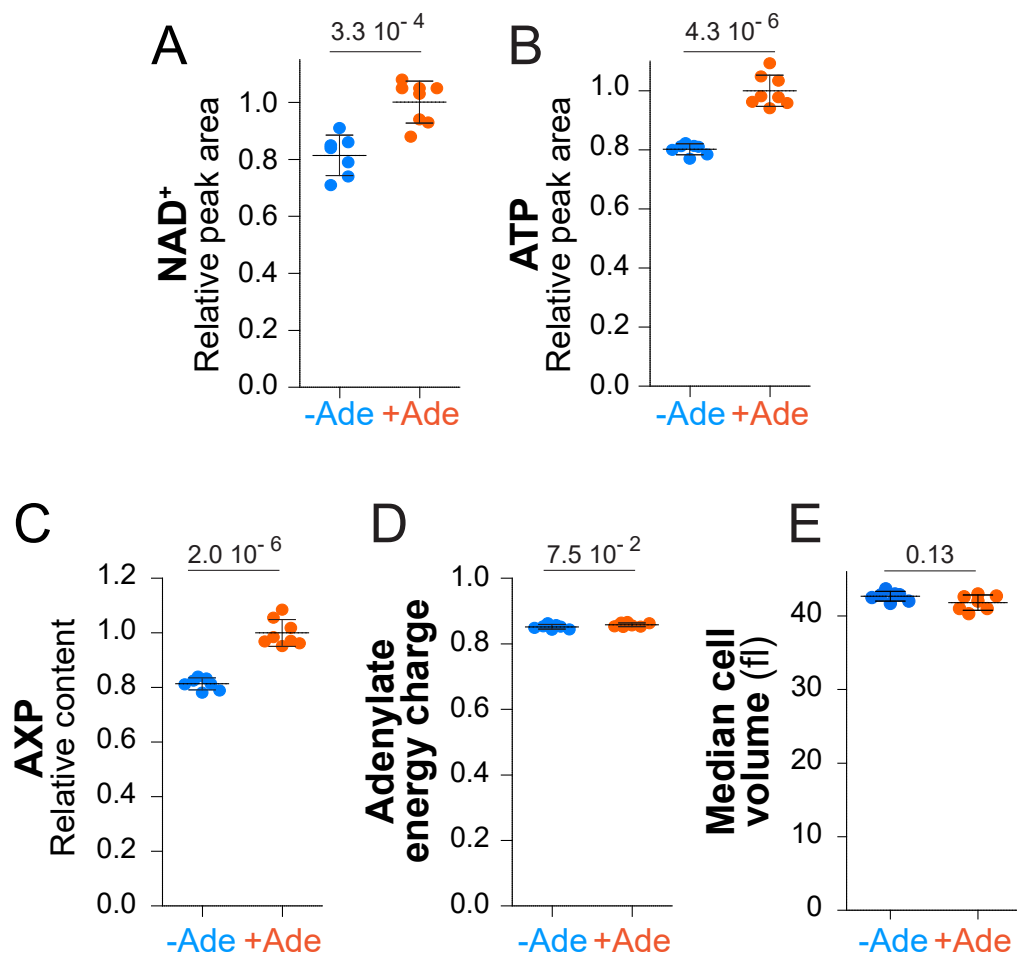 A
3.3 10⁻⁴
NAD⁺
Relative peak area
1.0
0.8
0.6
0.4
0.2
0.0
-Ade +Ade
B
4.3 10⁻⁶
ATP
Relative peak area
1.0
0.8
0.6
0.4
0.2
0.0
-Ade +Ade
C
2.0 10⁻⁶
AXP
Relative content
1.2
1.0
0.8
0.6
0.4
0.2
0.0
-Ade +Ade
D
7.5 10⁻²
Adenylate
energy charge
1.0
0.8
0.6
0.4
0.2
0.0
-Ade +Ade
E
0.13
Median cell
volume (fl)
40
30
20
10
0
-Ade +Ade